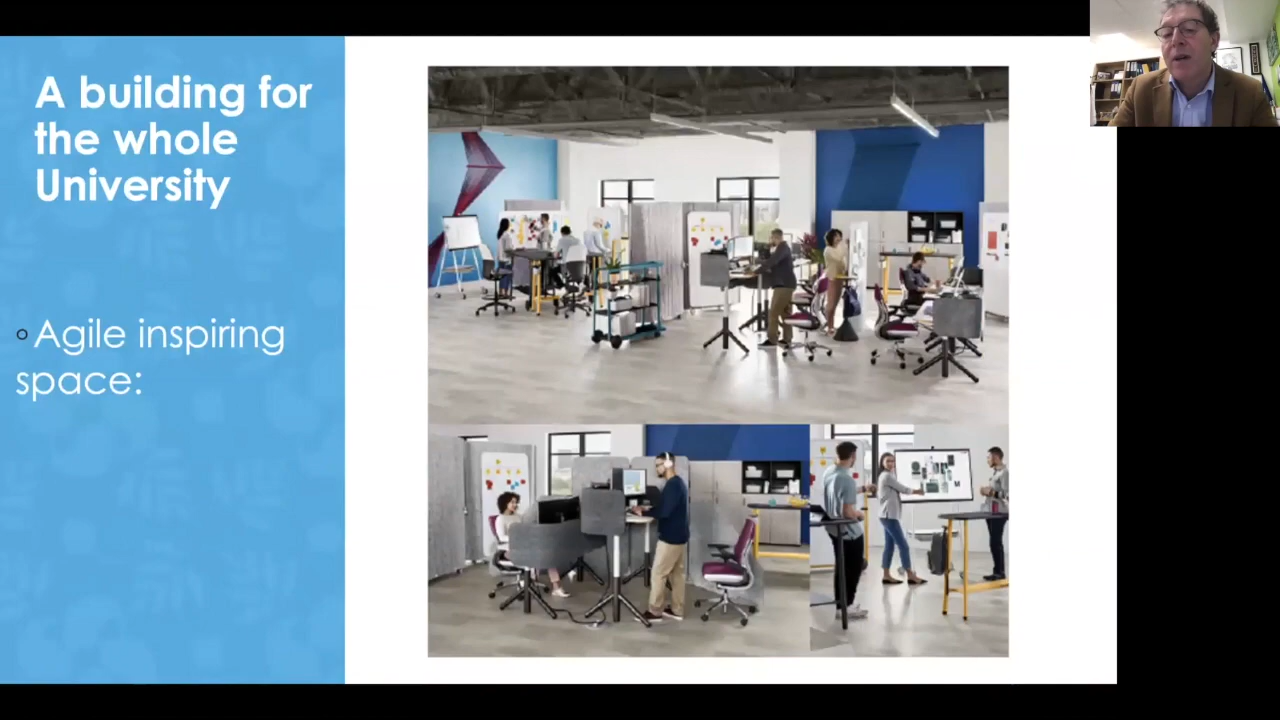 A building for
the whole
University
◦Agile inspiring
space: